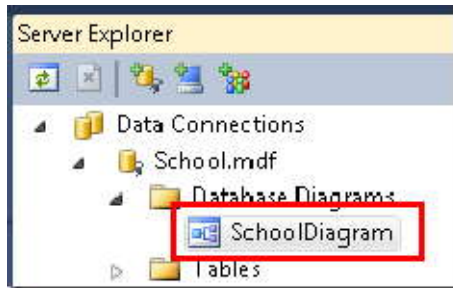 Server Explorer
Data Connections
School.mdf
Database Diagrams
SchoolDiagram
Tables